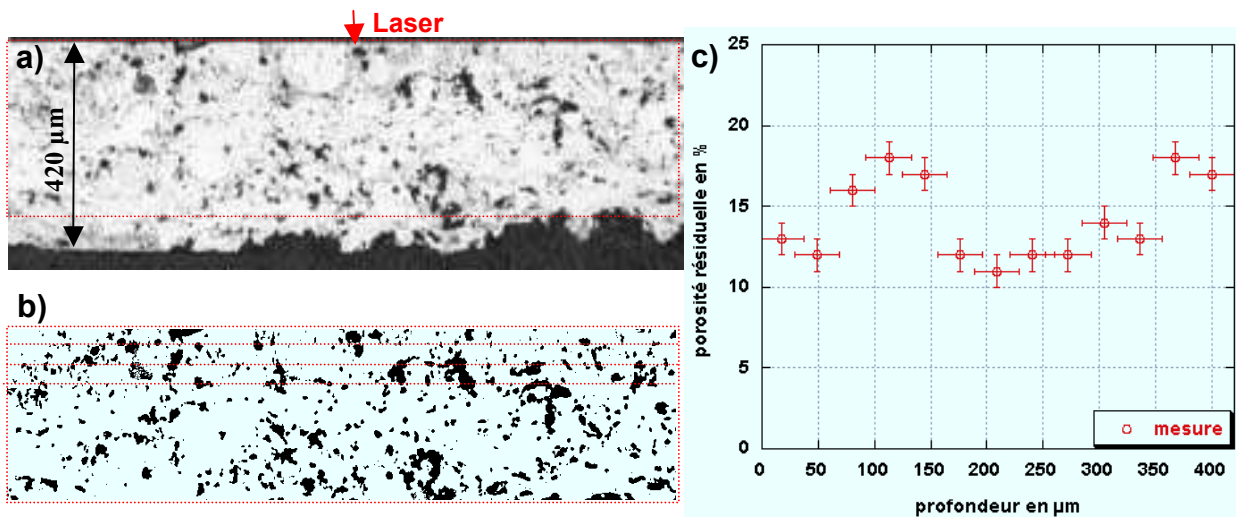 a)
Laser
420 µm
b)
c)
porosité résiduelle en %
25
20
15
10
5
0
0 50 100 150 200 250 300 350 400
profondeur en µm
mesure